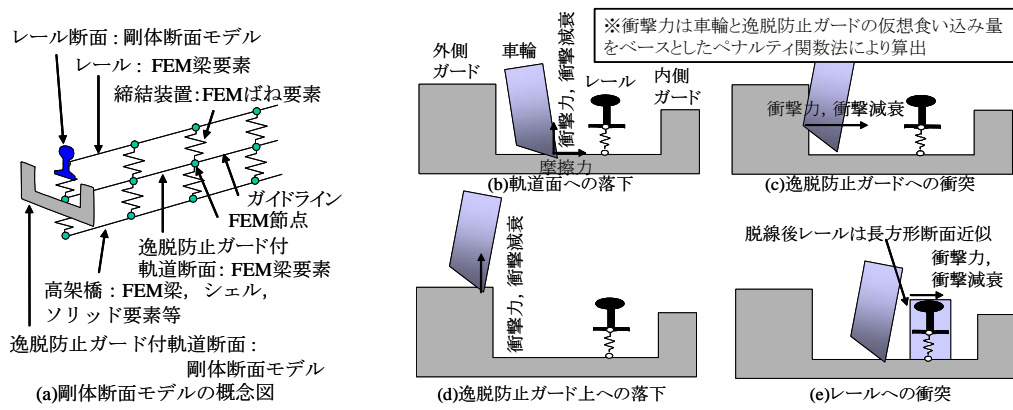 レール断面：剛体断面モデル
レール： FEM梁要素
締結装置：FEMばね要素
ガイドライン
FEM節点
逸脱防止ガード付
軌道断面： FEM梁要素
高架橋：FEM梁， シェル，
ソリッド要素等
逸脱防止ガード付軌道断面：
剛体断面モデル
(a)剛体断面モデルの概念図
※衝撃力は車輪と逸脱防止ガードの仮想食い込み量
をベースとしたペナルティ関数法により算出
外側
ガード
車輪
衝撃力, 衝撃減衰
レール
内側
ガード
摩擦力
(b)軌道面への落下
衝撃力, 衝撃減衰
(c)逸脱防止ガードへの衝突
衝撃力, 衝撃減衰
(d)逸脱防止ガード上への落下
脱線後レールは長方形断面近似
衝撃力，
衝撃減衰
(e)レールへの衝突